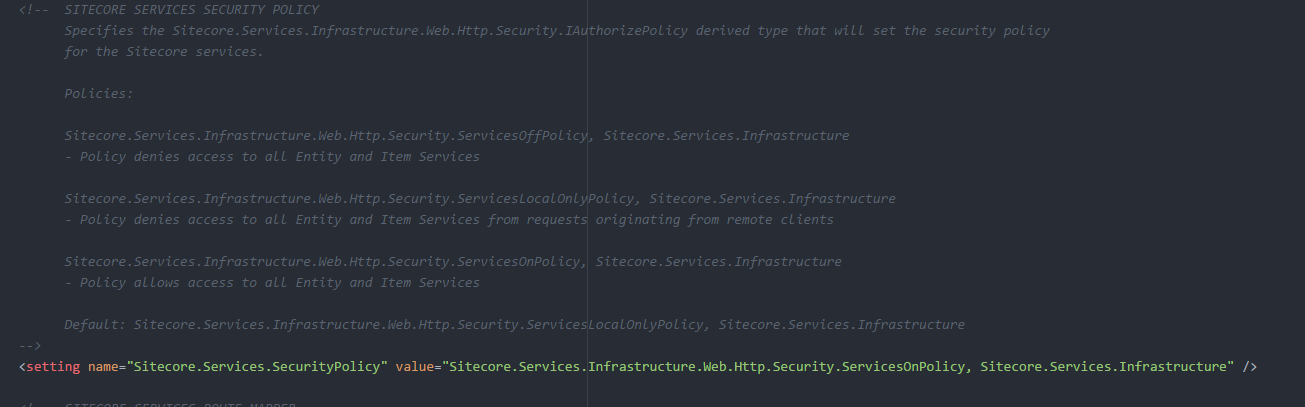 <!--  SITECORE SERVICES SECURITY POLICY
Specifies the Sitecore.Services.Infrastructure.Web.Http.Security.IAuthorizePolicy derived type that will set the security policy
for the Sitecore services.
Policies:
Sitecore.Services.Infrastructure.Web.Http.Security.ServicesOffPolicy, Sitecore.Services.Infrastructure
- Policy denies access to all Entity and Item Services
Sitecore.Services.Infrastructure.Web.Http.Security.ServicesLocalOnlyPolicy, Sitecore.Services.Infrastructure
- Policy denies access to all Entity and Item Services from requests originating from remote clients
Sitecore.Services.Infrastructure.Web.Http.Security.ServicesOnPolicy, Sitecore.Services.Infrastructure
- Policy allows access to all Entity and Item Services
Default: Sitecore.Services.Infrastructure.Web.Http.Security.ServicesLocalOnlyPolicy, Sitecore.Services.Infrastructure
-->
<setting name="Sitecore.Services.SecurityPolicy" value="Sitecore.Services.Infrastructure.Web.Http.Security.ServicesOnPolicy, Sitecore.Services.Infrastructure" />
<!--  SITECORE SERVICES ROUTE MAPPER